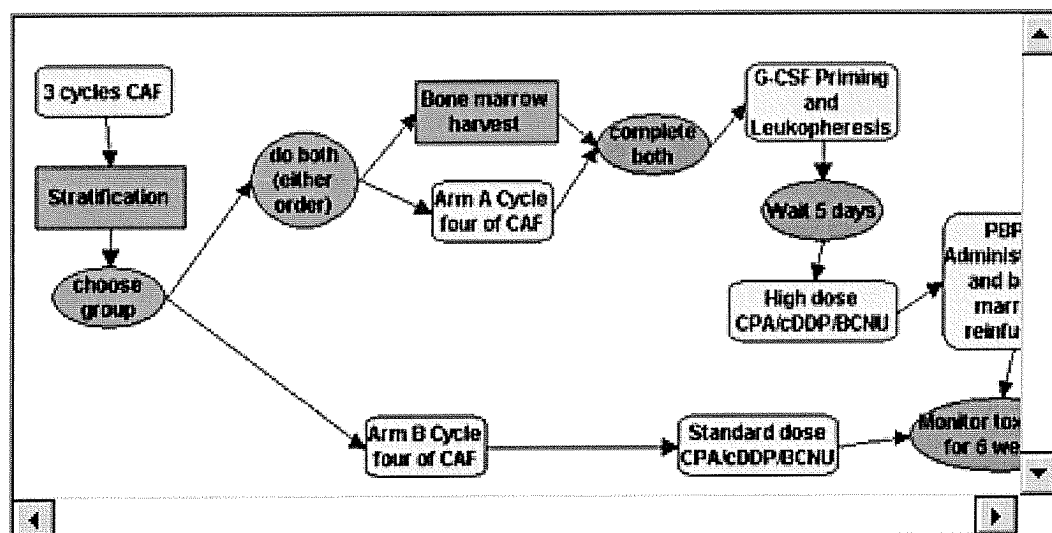 3 cycles CAF
Stratification
choose
group
do both
(either
order)
Bone marrow
harvest
Arm A Cycle
four of CAF
complete
both
G-CSF Priming
and
Leukopheresis
Wait 5 days
High dose
CPA/cDDP/BCNU
PBP
Administ
and b
marr
reinfu
Arm B Cycle
four of CAF
Standard dose
CPA/cDDP/BCNU
Monitor tox
for 6 we